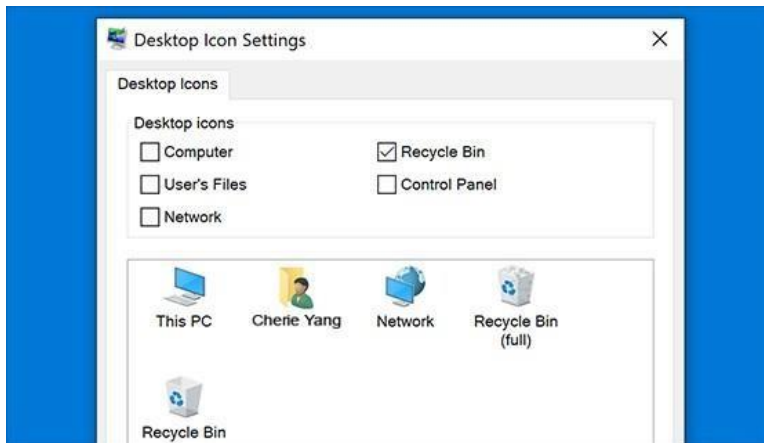 Desktop Icon Settings
Desktop Icons
Desktop icons
Computer
Recycle Bin
User's Files
Control Panel
Network
This PC
Cherie Yang
Network
Recycle Bin
(full)
Recycle Bin